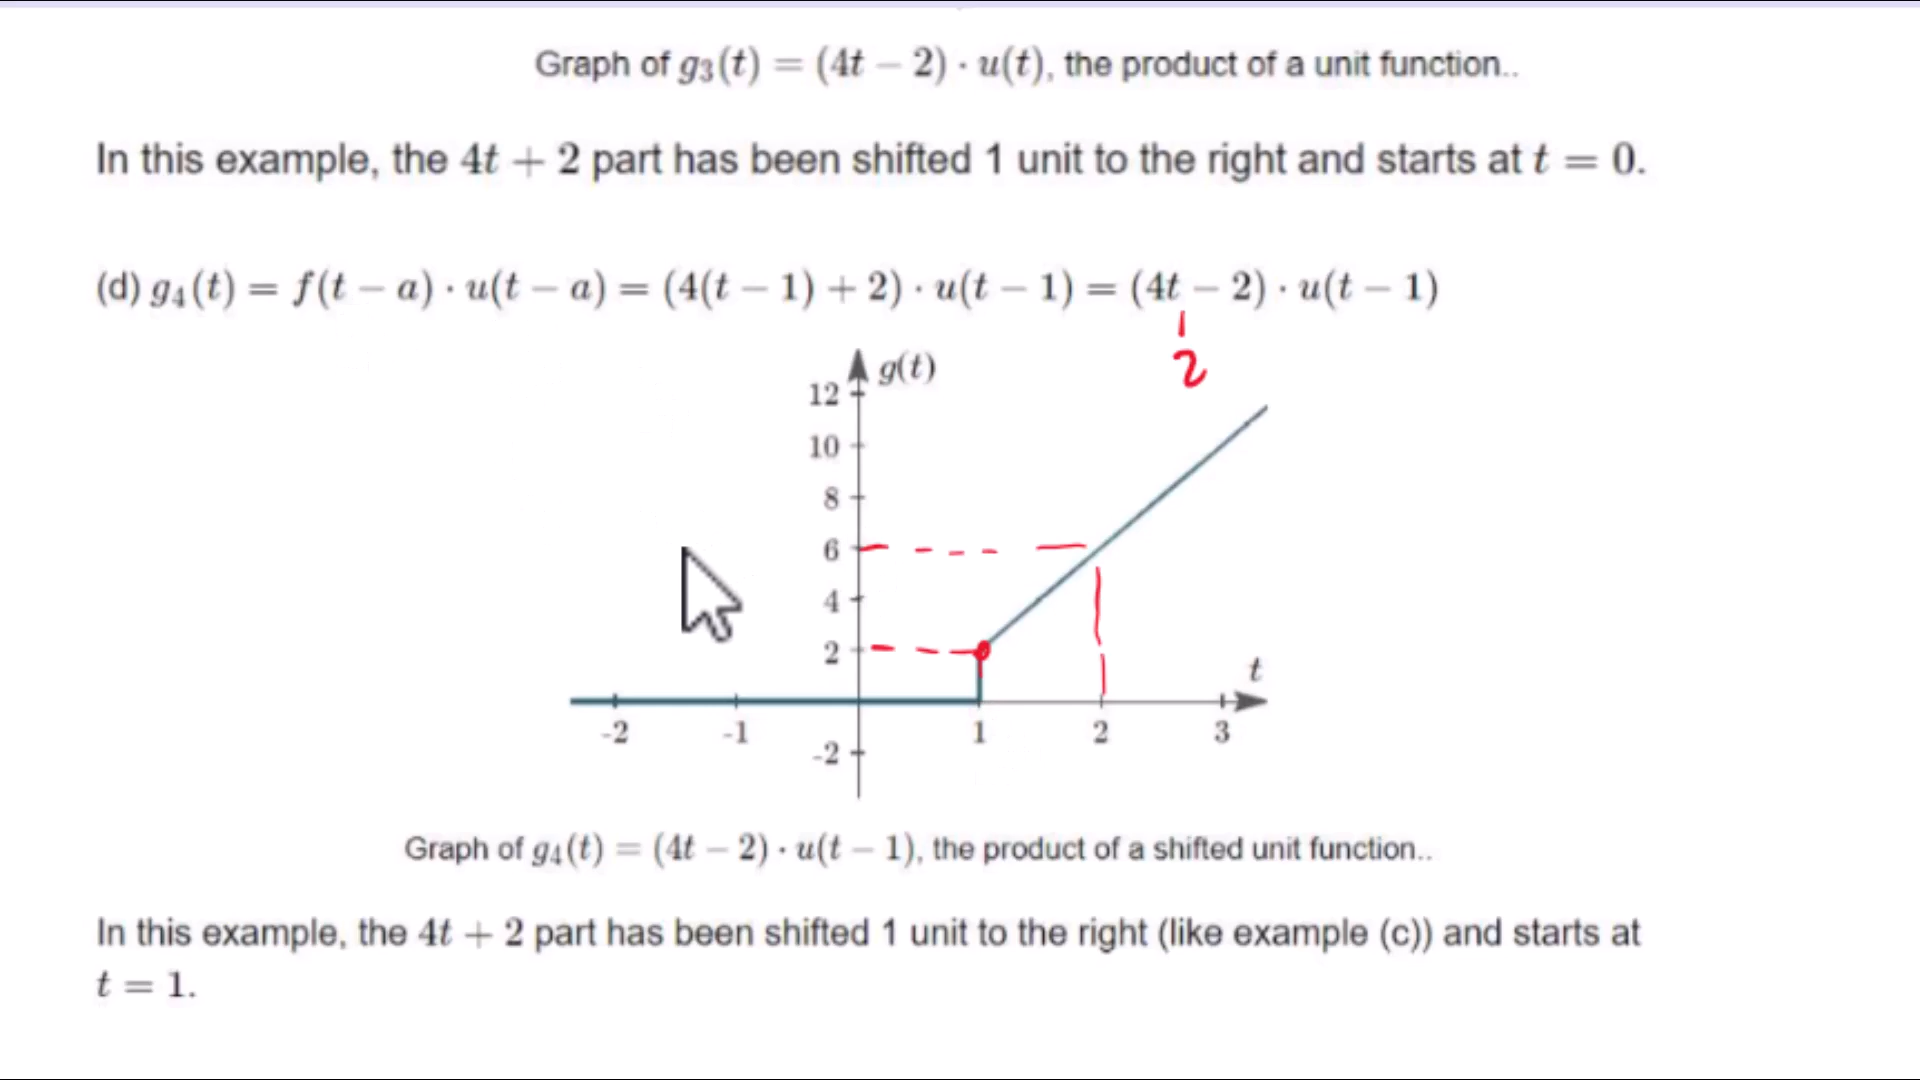 Graph of g₃(t) = (4t − 2) · u(t), the product of a unit function..
In this example, the 4t + 2 part has been shifted 1 unit to the right and starts at t = 0.
(d) g₄(t) = f(t − a) · u(t − a) = (4(t − 1) + 2) · u(t − 1) = (4t − 2) · u(t − 1)
2
g(t)
12
10
8
6
4
2
t
-2 -1 1 2 3
-2
Graph of g₄(t) = (4t − 2) · u(t − 1), the product of a shifted unit function..
In this example, the 4t + 2 part has been shifted 1 unit to the right (like example (c)) and starts at
t = 1.